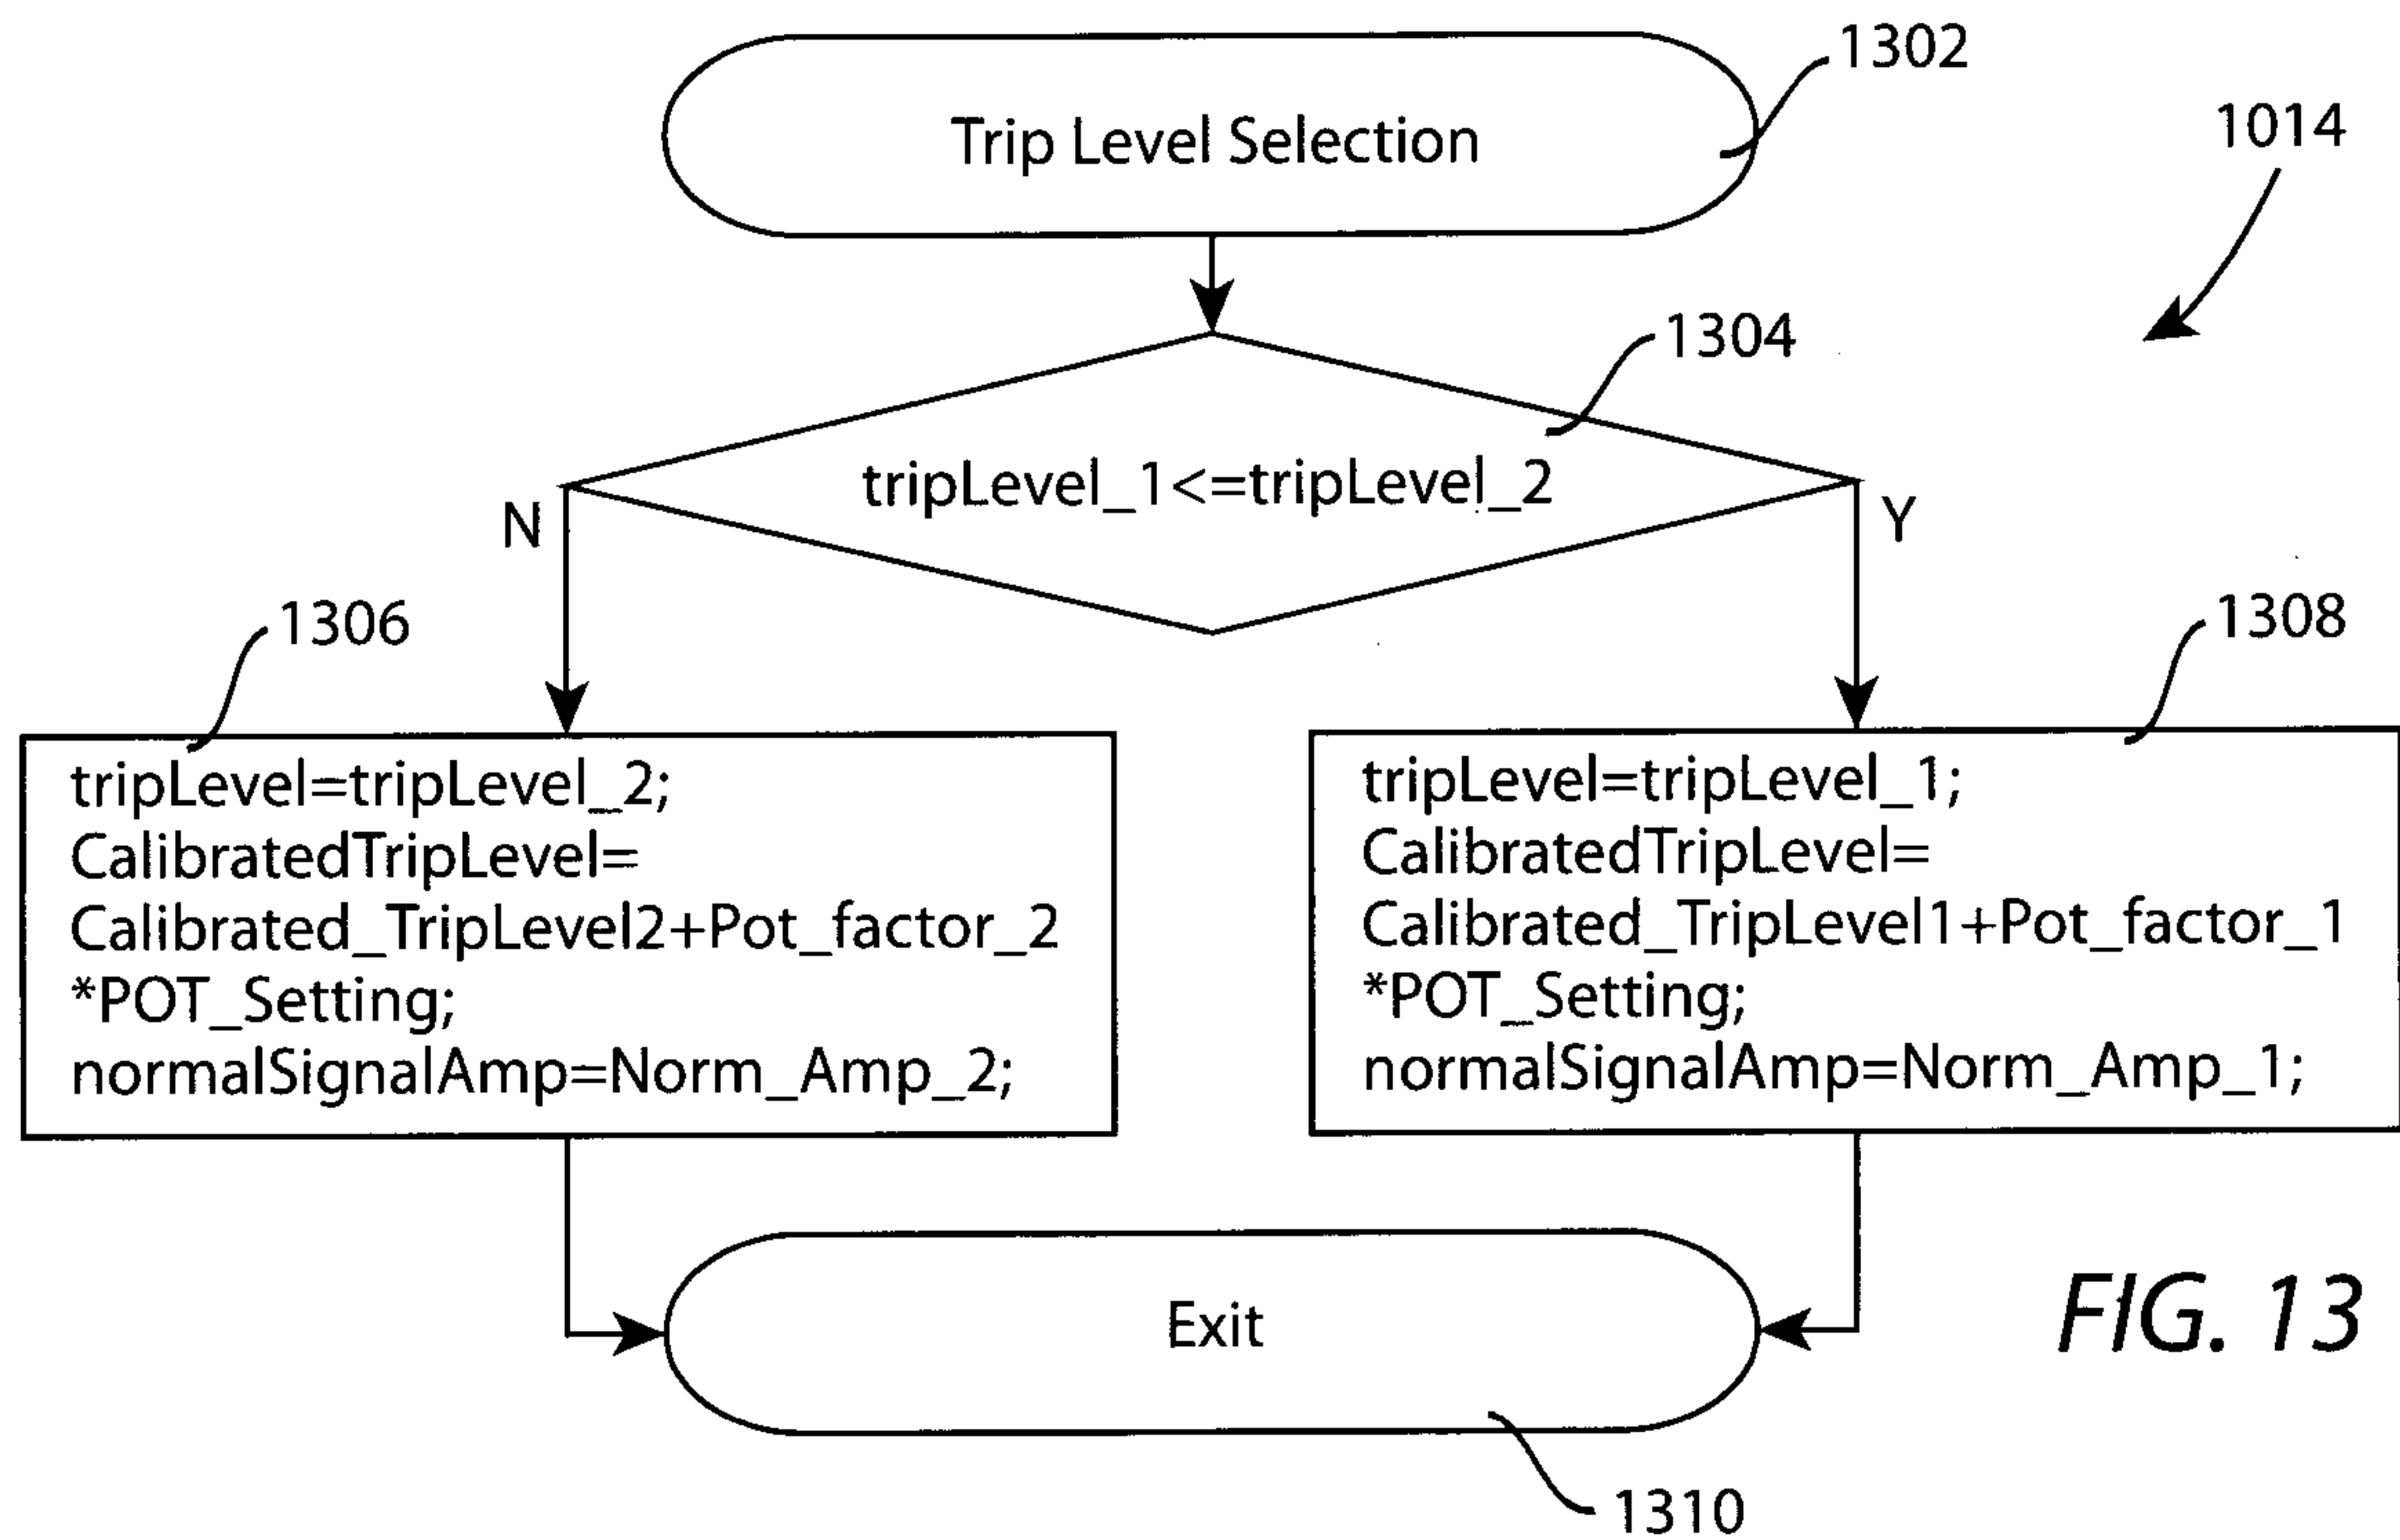 1302
Trip Level Selection
1014
1304
tripLevel_1<=tripLevel_2
N
Y
1306
1308
tripLevel=tripLevel_2;
CalibratedTripLevel=
Calibrated_TripLevel2+Pot_factor_2
*POT_Setting;
normalSignalAmp=Norm_Amp_2;
tripLevel=tripLevel_1;
CalibratedTripLevel=
Calibrated_TripLevel1+Pot_factor_1
*POT_Setting;
normalSignalAmp=Norm_Amp_1;
Exit
FIG. 13
1310